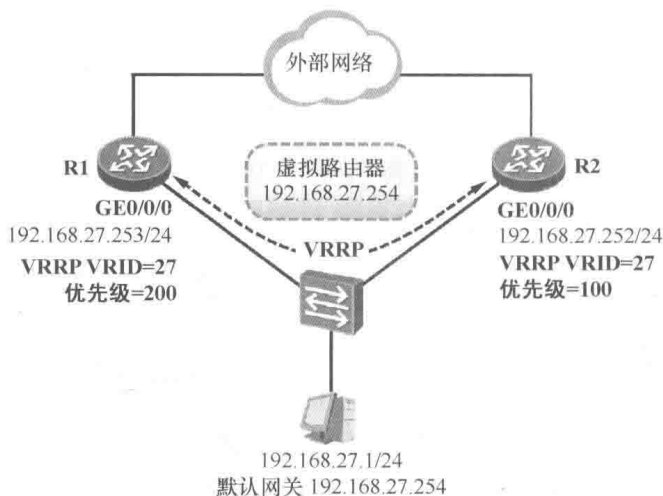 外部网络
虚拟路由器
192.168.27.254
R1
R2
GE0/0/0
192.168.27.253/24
VRRP VRID=27
优先级=200
VRRP
GE0/0/0
192.168.27.252/24
VRRP VRID=27
优先级=100
192.168.27.1/24
默认网关 192.168.27.254